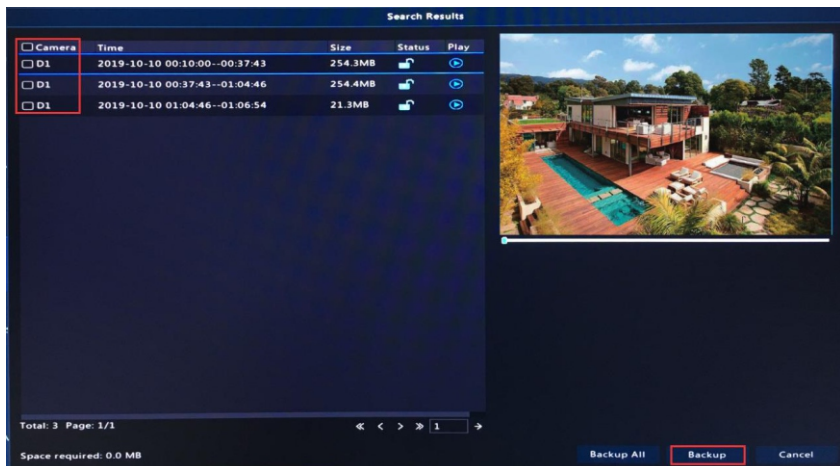 Search Results
Camera Time Size Status Play
D1 2019-10-10 00:10:00--00:37:43 254.3MB
D1 2019-10-10 00:37:43--01:04:46 254.4MB
D1 2019-10-10 01:04:46--01:06:54 21.3MB
Total: 3 Page: 1/1 1
Space required: 0.0 MB Backup All Backup Cancel